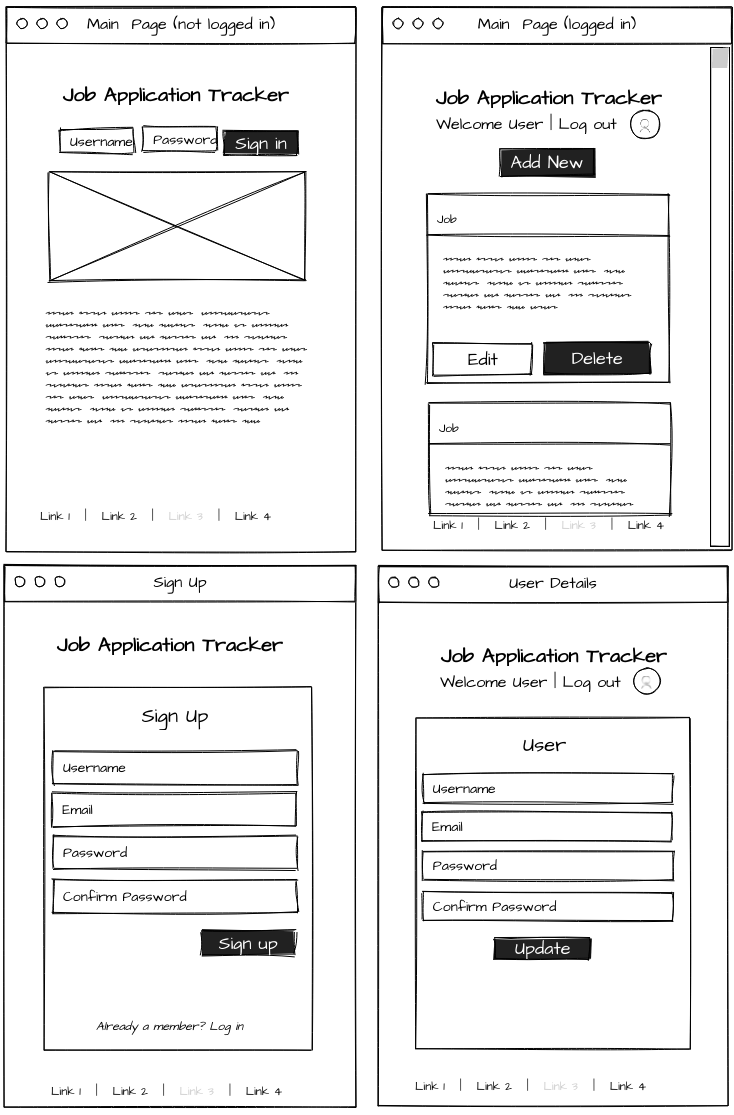 Main Page (not logged in)
Job Application Tracker
Username Password Sign in
Link 1 | Link 2 | Link 3 | Link 4
Main Page (logged in)
Job Application Tracker
Welcome User | Log out
Add New
Job
Edit Delete
Job
Link 1 | Link 2 | Link 3 | Link 4
Sign Up
Job Application Tracker
Sign Up
Username
Email
Password
Confirm Password
Sign up
Already a member? Log in
Link 1 | Link 2 | Link 3 | Link 4
User Details
Job Application Tracker
Welcome User | Log out
User
Username
Email
Password
Confirm Password
Update
Link 1 | Link 2 | Link 3 | Link 4